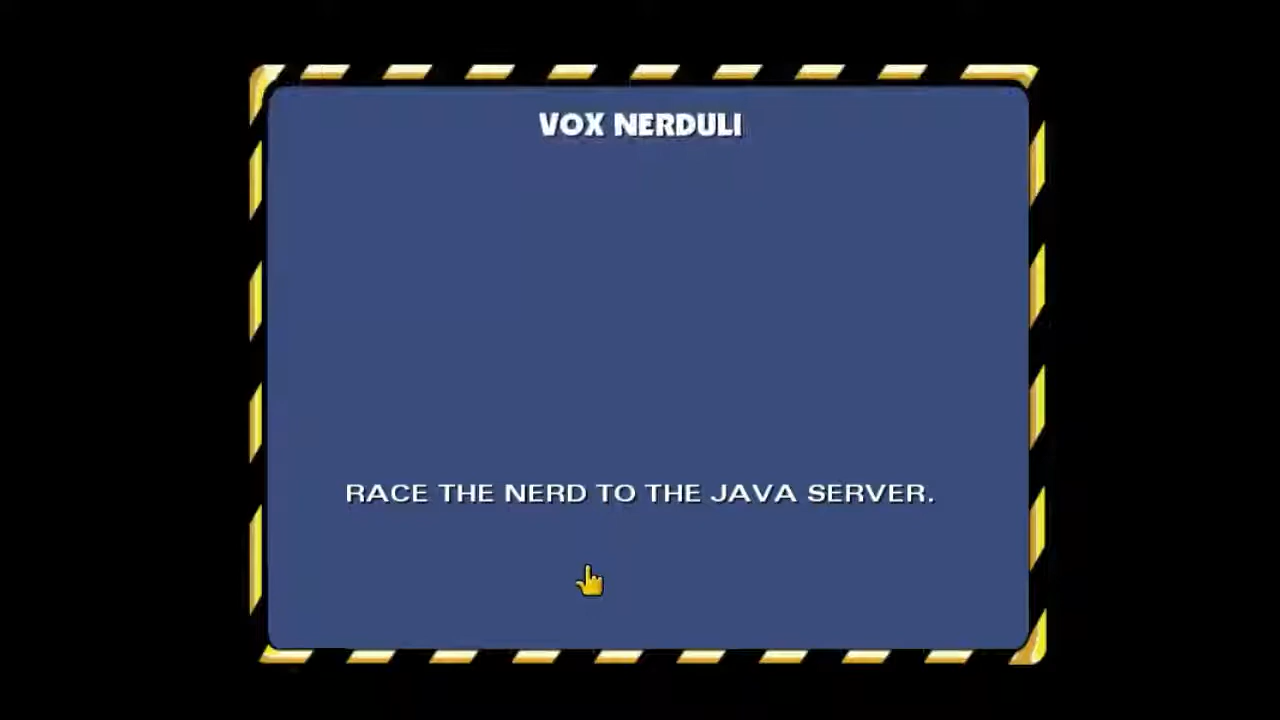 VOX NERDULI
RACE THE NERD TO THE JAVA SERVER.